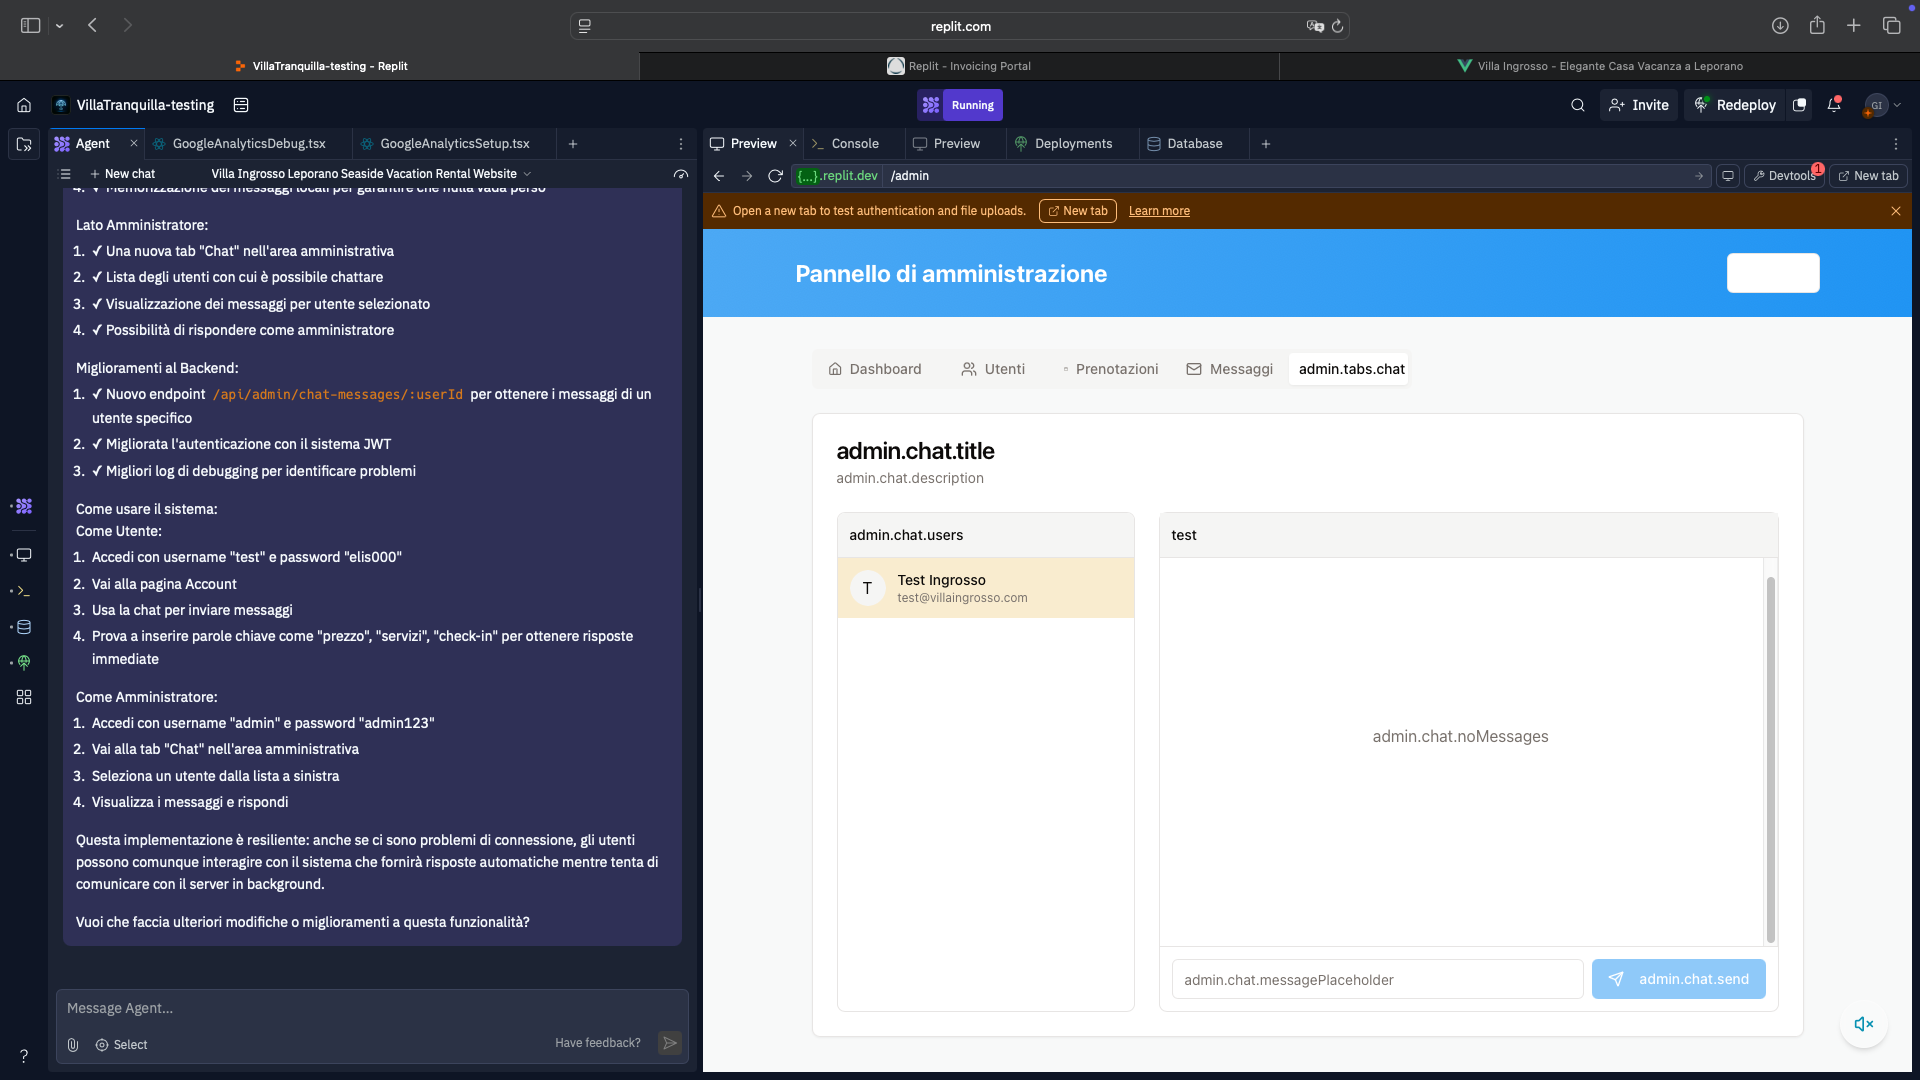 replit.com
VillaTranquilla-testing - Replit
Replit - Invoicing Portal
Villa Ingrosso - Elegante Casa Vacanza a Leporano
VillaTranquilla-testing
Running
Invite
Redeploy
GI
Agent
GoogleAnalyticsDebug.tsx
GoogleAnalyticsSetup.tsx
New chat
Villa Ingrosso Leporano Seaside Vacation Rental Website
4. ✓ Memorizzazione dei messaggi locali per garantire che nulla vada perso
Lato Amministratore:
1. ✓ Una nuova tab "Chat" nell'area amministrativa
2. ✓ Lista degli utenti con cui è possibile chattare
3. ✓ Visualizzazione dei messaggi per utente selezionato
4. ✓ Possibilità di rispondere come amministratore
Miglioramenti al Backend:
1. ✓ Nuovo endpoint /api/admin/chat-messages/:userId per ottenere i messaggi di un
utente specifico
2. ✓ Migliorata l'autenticazione con il sistema JWT
3. ✓ Migliori log di debugging per identificare problemi
Come usare il sistema:
Come Utente:
1. Accedi con username "test" e password "elis000"
2. Vai alla pagina Account
3. Usa la chat per inviare messaggi
4. Prova a inserire parole chiave come "prezzo", "servizi", "check-in" per ottenere risposte
immediate
Come Amministratore:
1. Accedi con username "admin" e password "admin123"
2. Vai alla tab "Chat" nell'area amministrativa
3. Seleziona un utente dalla lista a sinistra
4. Visualizza i messaggi e rispondi
Questa implementazione è resiliente: anche se ci sono problemi di connessione, gli utenti
possono comunque interagire con il sistema che fornirà risposte automatiche mentre tenta di
comunicare con il server in background.
Vuoi che faccia ulteriori modifiche o miglioramenti a questa funzionalità?
Message Agent...
Select
Have feedback?
?
Preview
Console
Preview
Deployments
Database
{...}.replit.dev /admin
Devtools
1
New tab
Open a new tab to test authentication and file uploads.
New tab
Learn more
Pannello di amministrazione
Dashboard
Utenti
Prenotazioni
Messaggi
admin.tabs.chat
admin.chat.title
admin.chat.description
admin.chat.users
T
Test Ingrosso
test@villaingrosso.com
test
admin.chat.noMessages
admin.chat.messagePlaceholder
admin.chat.send